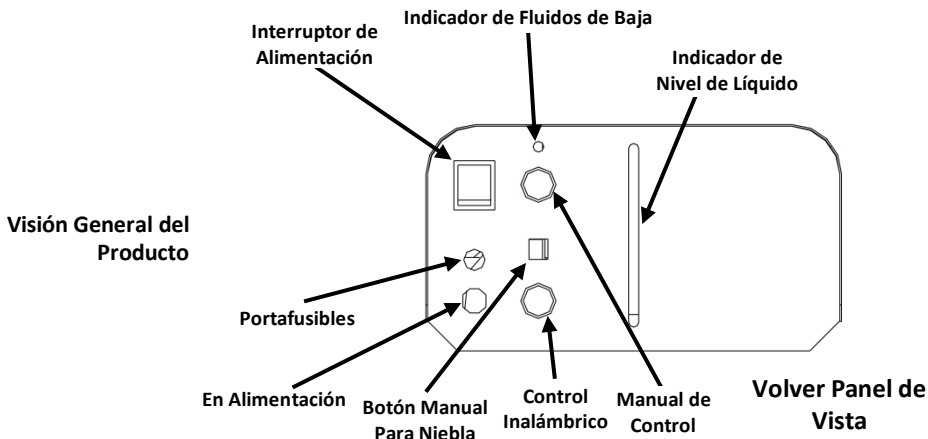 Indicador de Fluidos de Baja
Interruptor de
Alimentación
Indicador de
Nivel de Líquido
Visión General del
Producto
Portafusibles
En Alimentación
Botón Manual
Para Niebla
Control
Inalámbrico
Manual de
Control
Volver Panel de
Vista